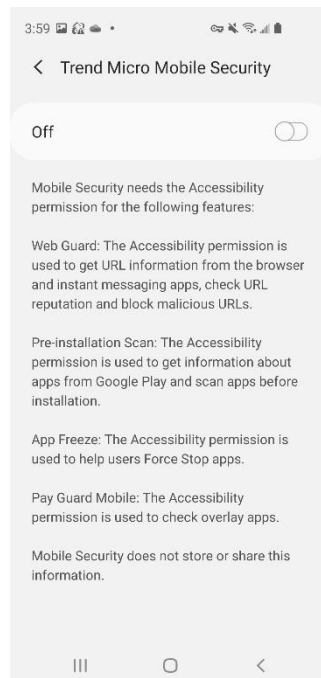 3:59
Trend Micro Mobile Security
Off
Mobile Security needs the Accessibility
permission for the following features:
Web Guard: The Accessibility permission is
used to get URL information from the browser
and instant messaging apps, check URL
reputation and block malicious URLs.
Pre-installation Scan: The Accessibility
permission is used to get information about
apps from Google Play and scan apps before
installation.
App Freeze: The Accessibility permission is
used to help users Force Stop apps.
Pay Guard Mobile: The Accessibility
permission is used to check overlay apps.
Mobile Security does not store or share this
information.